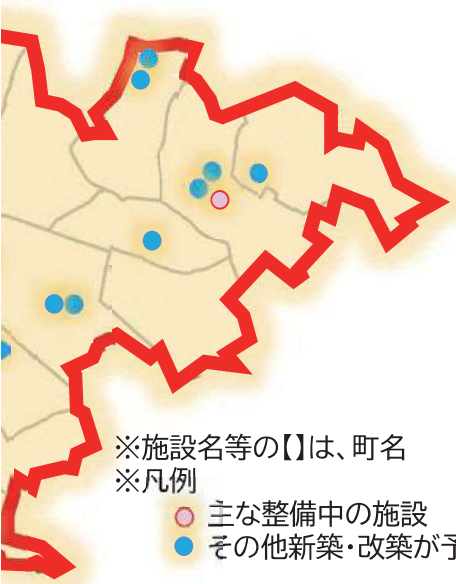 ※施設名等の【】は、町名
※凡例
主な整備中の施設
その他新築・改築が予